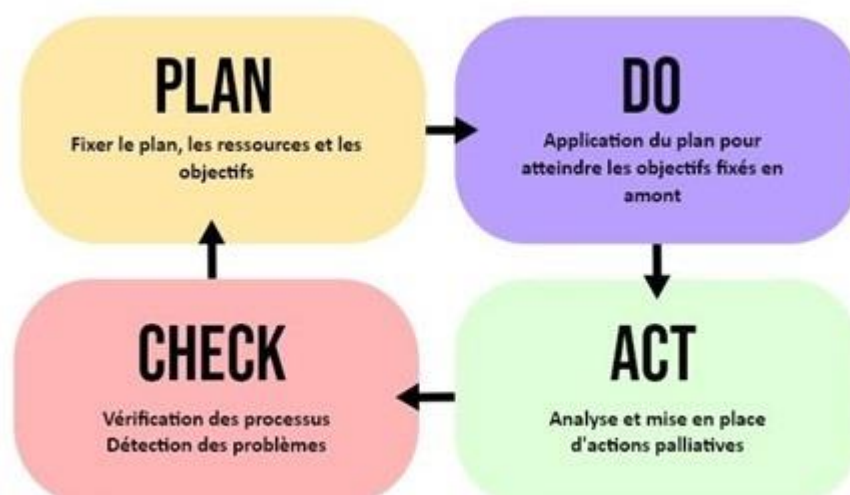 PLAN
Fixer le plan, les ressources et les
objectifs
DO
Application du plan pour
atteindre les objectifs fixés en
amont
ACT
Analyse et mise en place
d'actions palliatives
CHECK
Vérification des processus
Détection des problèmes